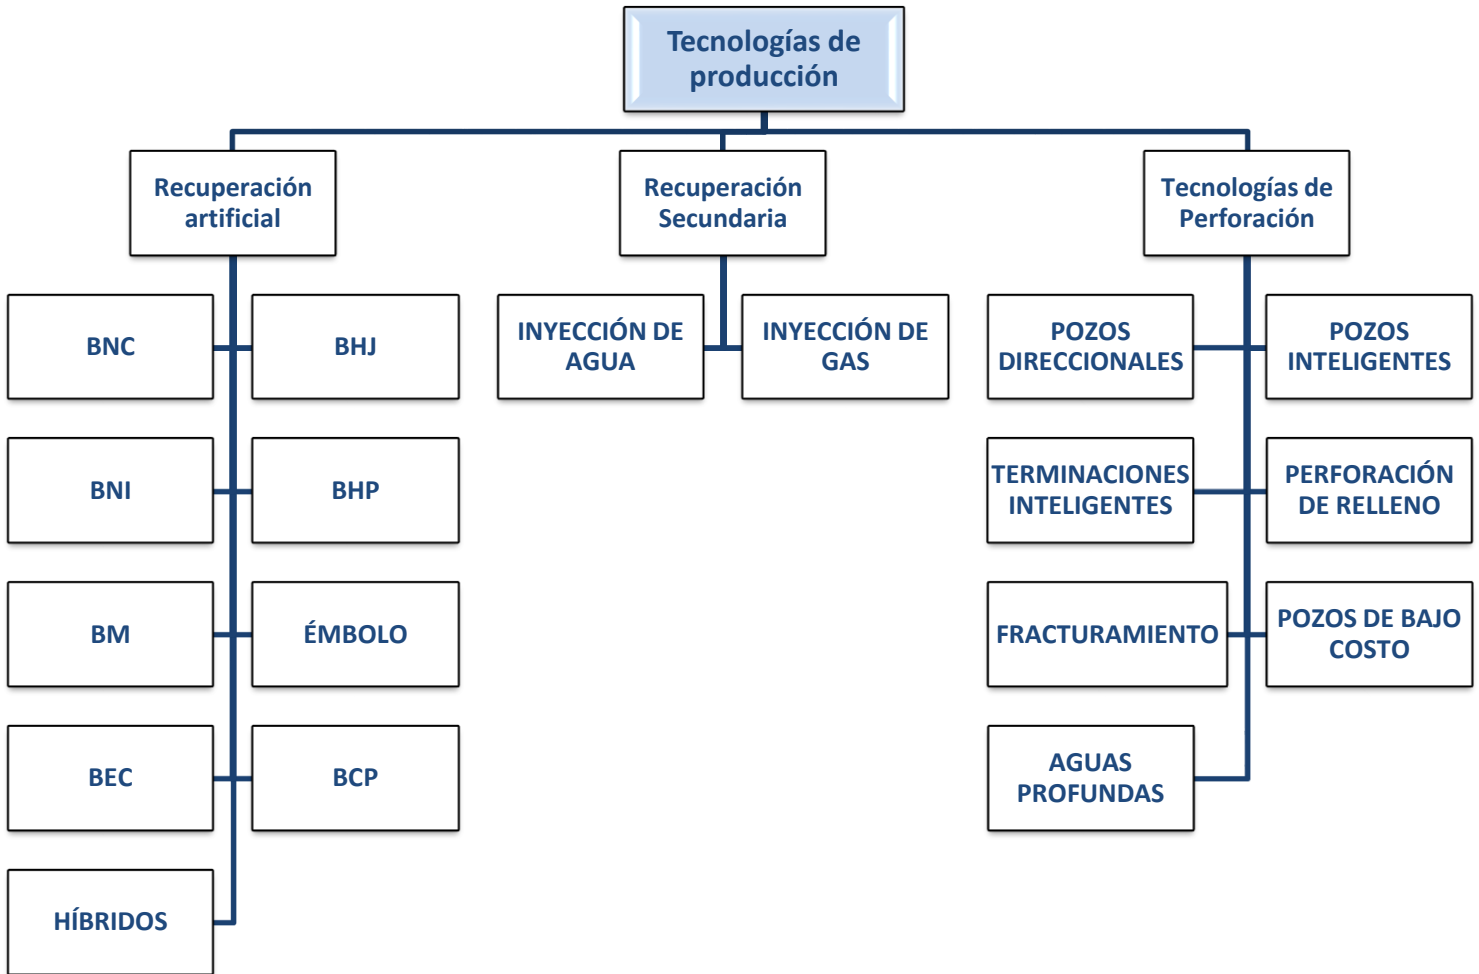 Tecnologías de
producción
Recuperación
artificial
Recuperación
Secundaria
Tecnologías de
Perforación
BNC
BHJ
INYECCIÓN DE
AGUA
INYECCIÓN DE
GAS
POZOS
DIRECCIONALES
POZOS
INTELIGENTES
BNI
BHP
TERMINACIONES
INTELIGENTES
PERFORACIÓN
DE RELLENO
BM
ÉMBOLO
FRACTURAMIENTO
POZOS DE BAJO
COSTO
BEC
BCP
AGUAS
PROFUNDAS
HÍBRIDOS